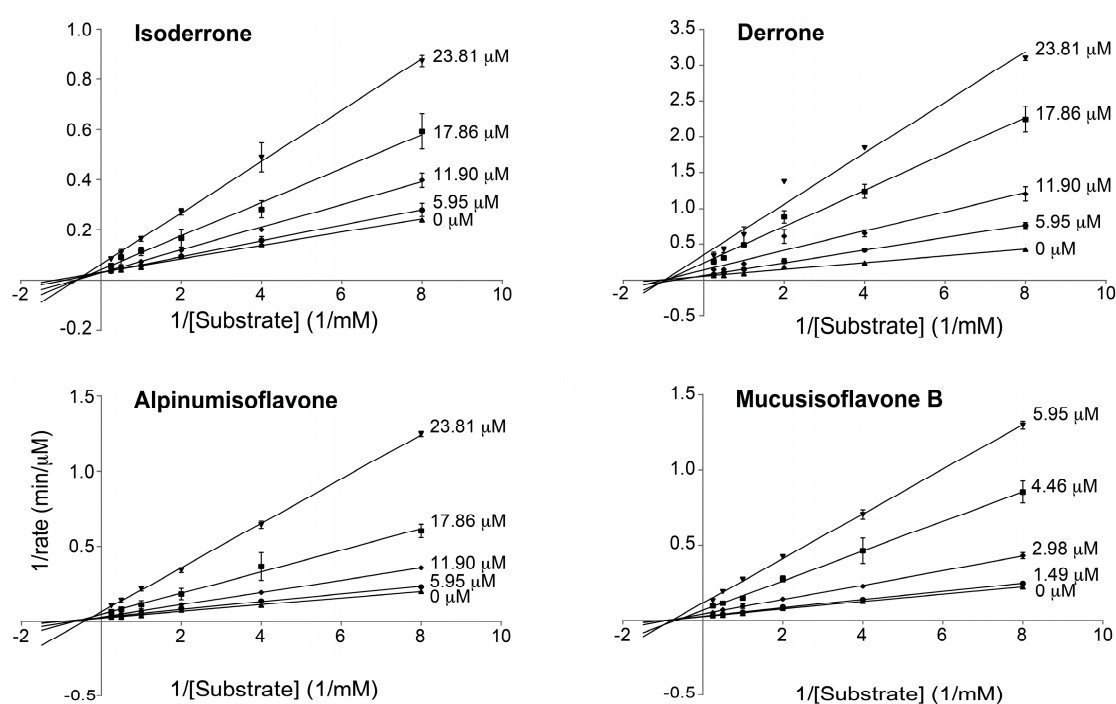 Isoderrone
1.0
0.8
0.6
0.4
0.2
-0.2
-2
2
4
6
8
10
23.81 µM
17.86 µM
11.90 µM
5.95 µM
0 µM
1/[Substrate] (1/mM)
Derrone
3.5
3.0
2.5
2.0
1.5
1.0
0.5
-0.5
-2
2
4
6
8
10
23.81 µM
17.86 µM
11.90 µM
5.95 µM
0 µM
1/[Substrate] (1/mM)
Alpinumisoflavone
1/rate (min/µM)
1.5
1.0
0.5
-0.5
-2
2
4
6
8
10
23.81 µM
17.86 µM
11.90 µM
5.95 µM
0 µM
1/[Substrate] (1/mM)
Mucusisoflavone B
1.5
1.0
0.5
-0.5
-2
2
4
6
8
10
5.95 µM
4.46 µM
2.98 µM
1.49 µM
0 µM
1/[Substrate] (1/mM)